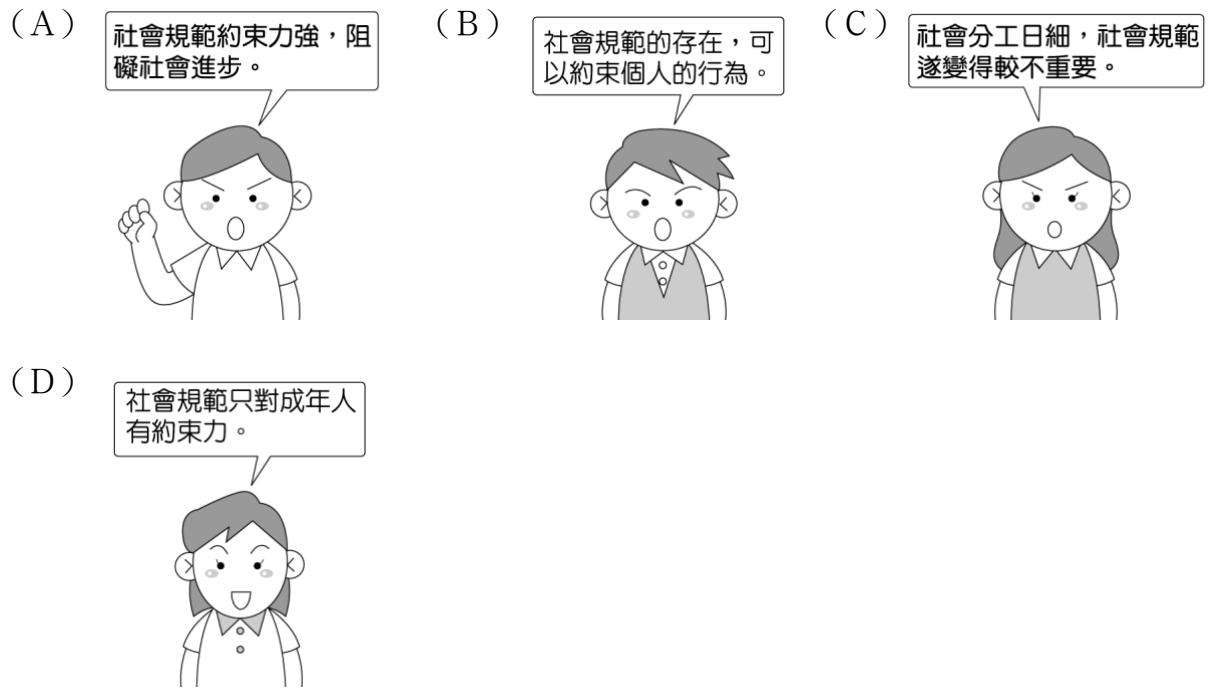 (A)
社會規範約束力強，阻
礙社會進步。
(B)
社會規範的存在，可
以約束個人的行為。
(C)
社會分工日細，社會規範
遂變得較不重要。
(D)
社會規範只對成年人
有約束力。